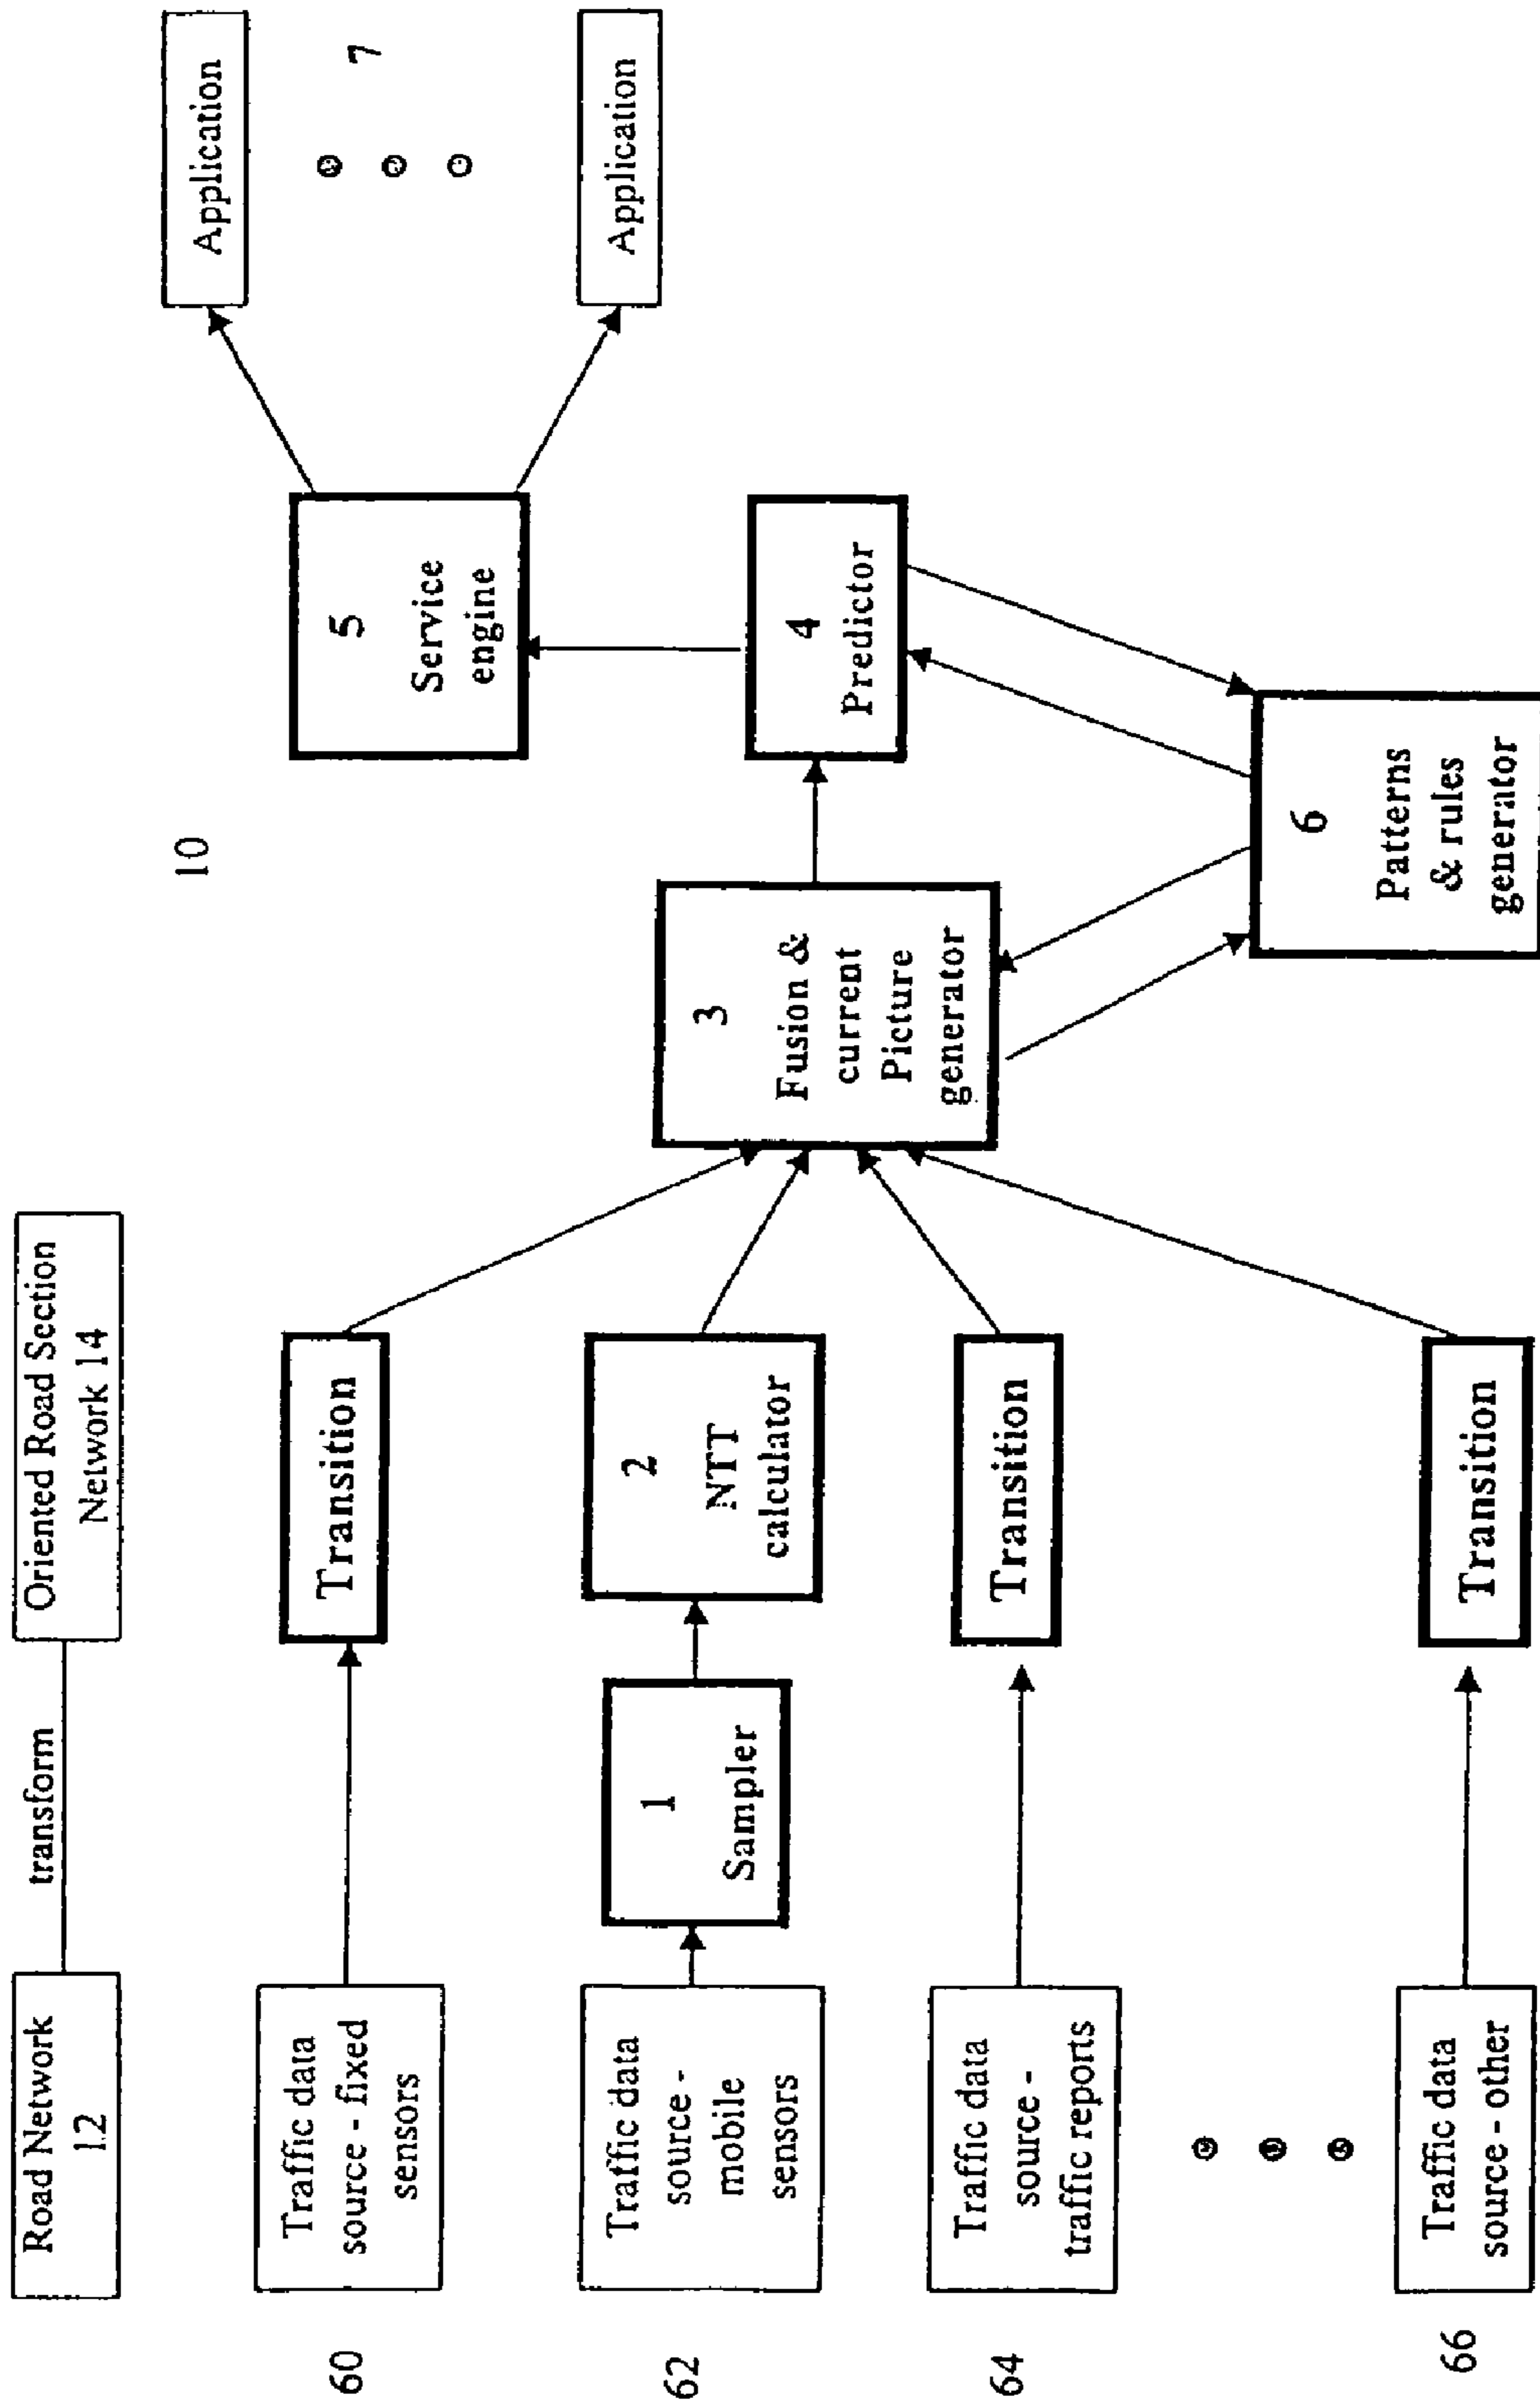 Road Network
12
transform
Oriented Road Section
Network 14
10
60
Traffic data
source - fixed
sensors
Transition
62
Traffic data
source -
mobile
sensors
1
Sampler
2
NTT
calculator
64
Traffic data
source -
traffic reports
Transition
66
Traffic data
source - other
Transition
3
Fusion &
current
Picture
generator
4
Predictor
5
Service
engine
6
Patterns
& rules
generator
Application
7
Application